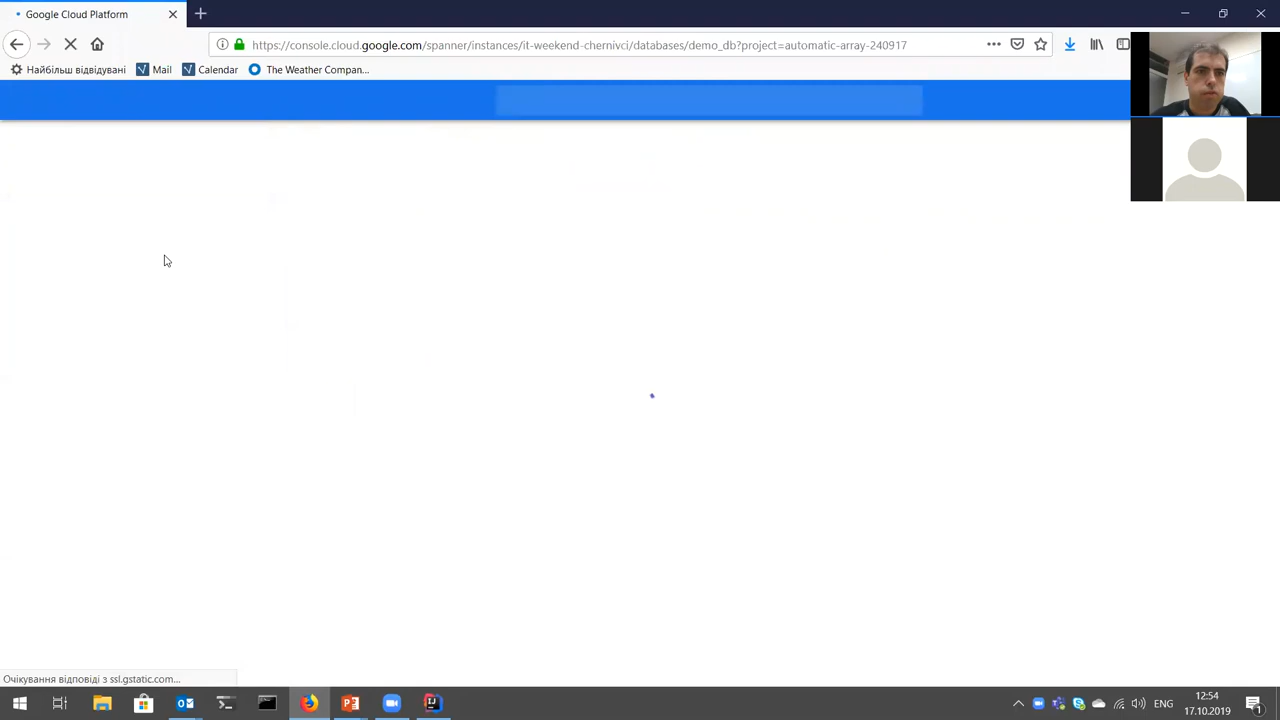 Google Cloud Platform
https://console.cloud.google.com/spanner/instances/it-weekend-chernivci/databases/demo_db?project=automatic-array-240917
Найбільш відвідувані
Mail
Calendar
The Weather Compan...
Очікування відповіді з ssl.gstatic.com...
ENG
12:54
17.10.2019
1